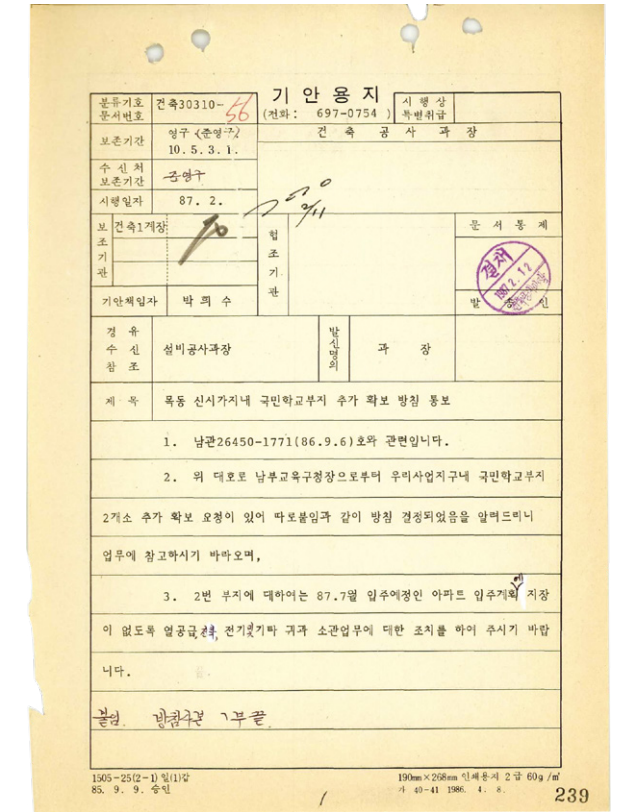 기 안 용 지
분류기호 문서번호 건축30310-56
(전화: 697-0754 )
시 행 상 특별취급
보존기간 영구 (준영구) 10. 5. 3. 1.
건 축 공 사 과 장
수 신 처 보존기간 준영구
시행일자 87. 2.
2/11
보 조 기 관 건축1계장
협 조 기 관
문 서 통 제
결재 1987. 2. 12
기안책임자 박 희 수
발 송 인
경 유
수 신 설비공사과장
참 조
발 신 명 의 과 장
제 목 목동 신시가지내 국민학교부지 추가 확보 방침 통보
1. 남관26450-1771(86.9.6)호와 관련입니다.
2. 위 대호로 남부교육구청장으로부터 우리사업지구내 국민학교부지
2개소 추가 확보 요청이 있어 따로붙임과 같이 방침 결정되었음을 알려드리니
업무에 참고하시기 바라오며,
3. 2번 부지에 대하여는 87.7월 입주예정인 아파트 입주계획에 지장
이 없도록 열공급, 전기 및 기타 귀과 소관업무에 대한 조치를 하여 주시기 바랍
니다.
붙임 방침사본 1부 끝
1505-25(2-1) 일(1)갑
85. 9. 9. 승인
190㎜×268㎜ 인쇄용지 2급 60g/㎡
가 40-41 1986. 4. 8.
1
239